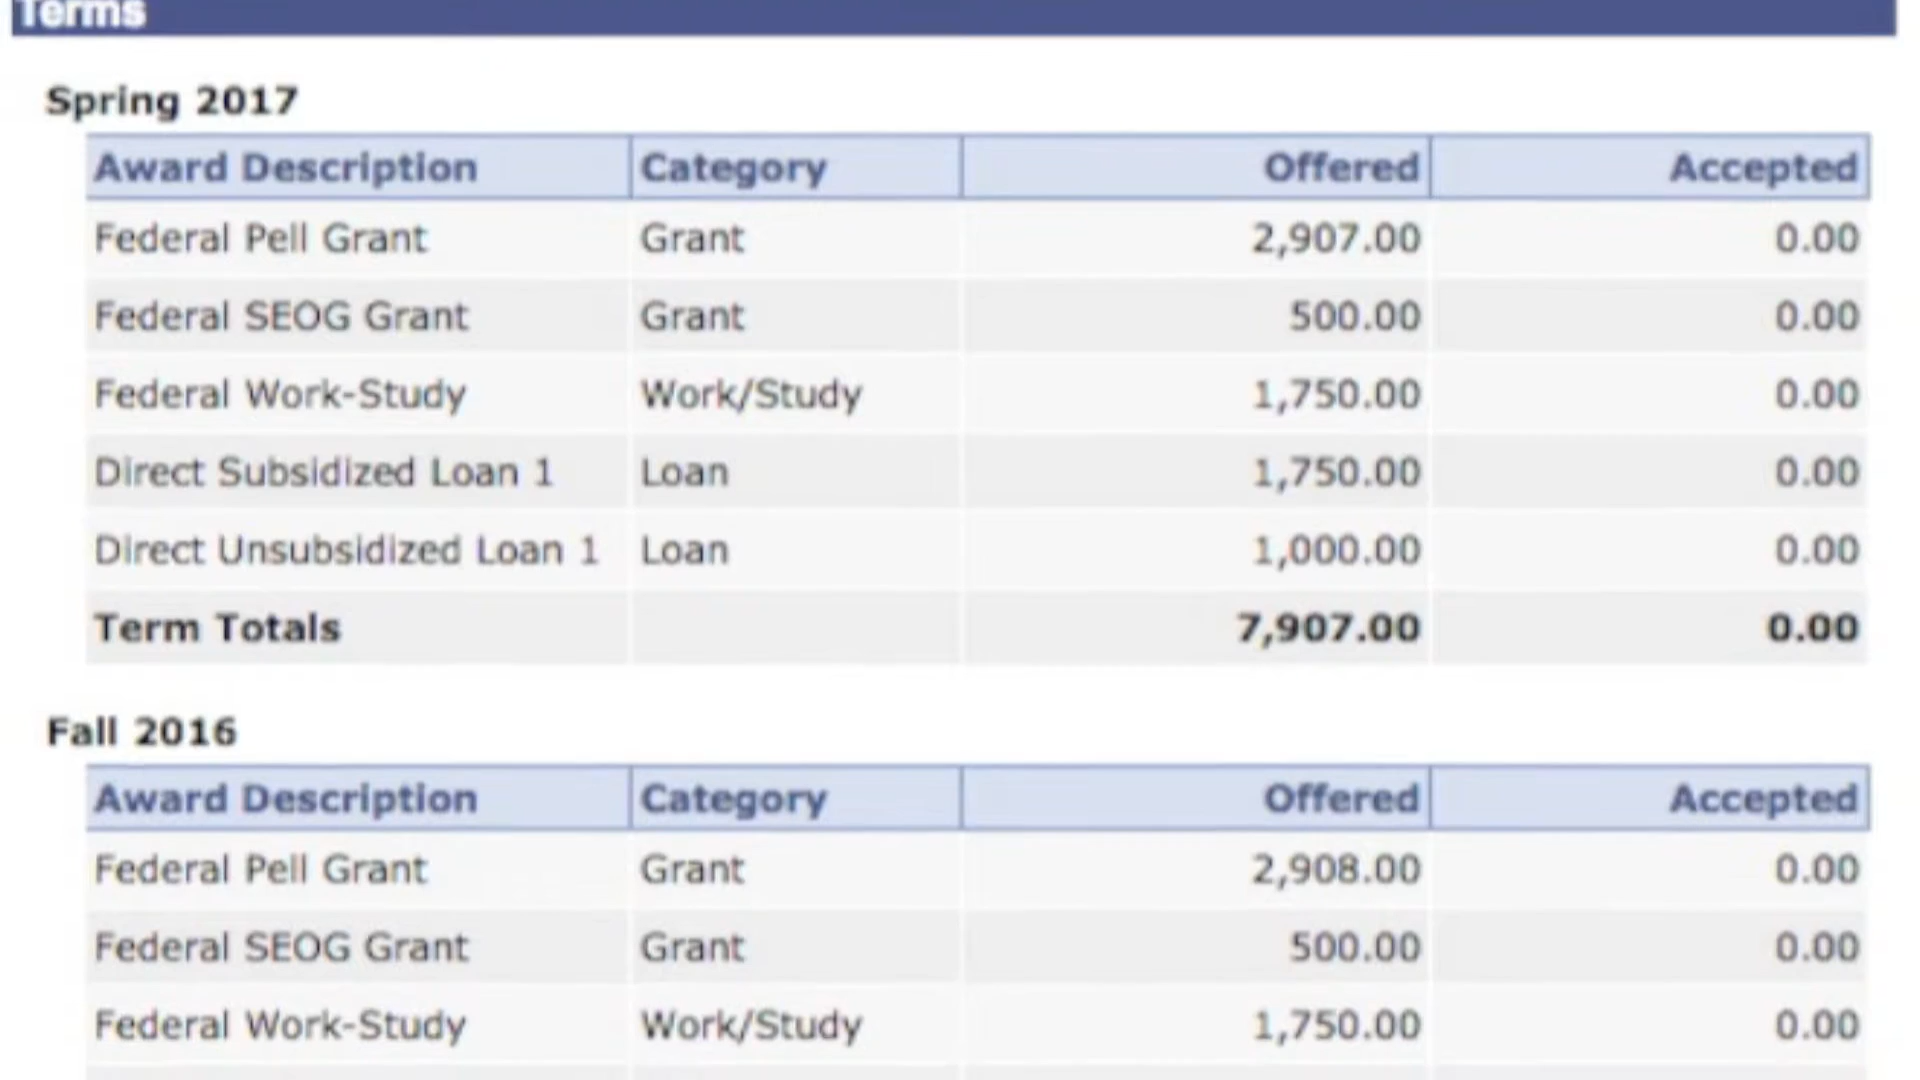 Terms
Spring 2017
Award Description Category Offered Accepted
Federal Pell Grant Grant 2,907.00 0.00
Federal SEOG Grant Grant 500.00 0.00
Federal Work-Study Work/Study 1,750.00 0.00
Direct Subsidized Loan 1 Loan 1,750.00 0.00
Direct Unsubsidized Loan 1 Loan 1,000.00 0.00
Term Totals 7,907.00 0.00
Fall 2016
Award Description Category Offered Accepted
Federal Pell Grant Grant 2,908.00 0.00
Federal SEOG Grant Grant 500.00 0.00
Federal Work-Study Work/Study 1,750.00 0.00